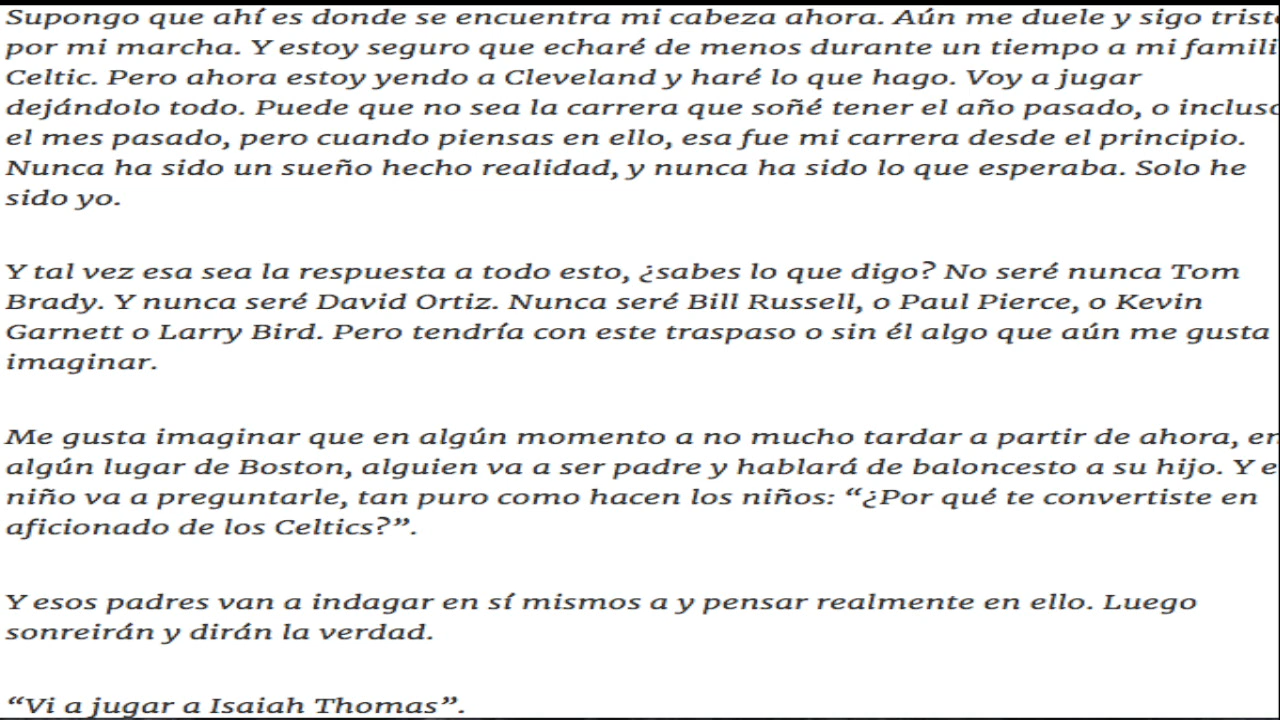 Supongo que ahí es donde se encuentra mi cabeza ahora. Aún me duele y sigo trist
por mi marcha. Y estoy seguro que echaré de menos durante un tiempo a mi famili
Celtic. Pero ahora estoy yendo a Cleveland y haré lo que hago. Voy a jugar
dejándolo todo. Puede que no sea la carrera que soñé tener el año pasado, o incluso
el mes pasado, pero cuando piensas en ello, esa fue mi carrera desde el principio.
Nunca ha sido un sueño hecho realidad, y nunca ha sido lo que esperaba. Solo he
sido yo.
Y tal vez esa sea la respuesta a todo esto, ¿sabes lo que digo? No seré nunca Tom
Brady. Y nunca seré David Ortiz. Nunca seré Bill Russell, o Paul Pierce, o Kevin
Garnett o Larry Bird. Pero tendría con este traspaso o sin él algo que aún me gusta
imaginar.
Me gusta imaginar que en algún momento a no mucho tardar a partir de ahora, en
algún lugar de Boston, alguien va a ser padre y hablará de baloncesto a su hijo. Y e
niño va a preguntarle, tan puro como hacen los niños: “¿Por qué te convertiste en
aficionado de los Celtics?”.
Y esos padres van a indagar en sí mismos a y pensar realmente en ello. Luego
sonreirán y dirán la verdad.
“Vi a jugar a Isaiah Thomas”.